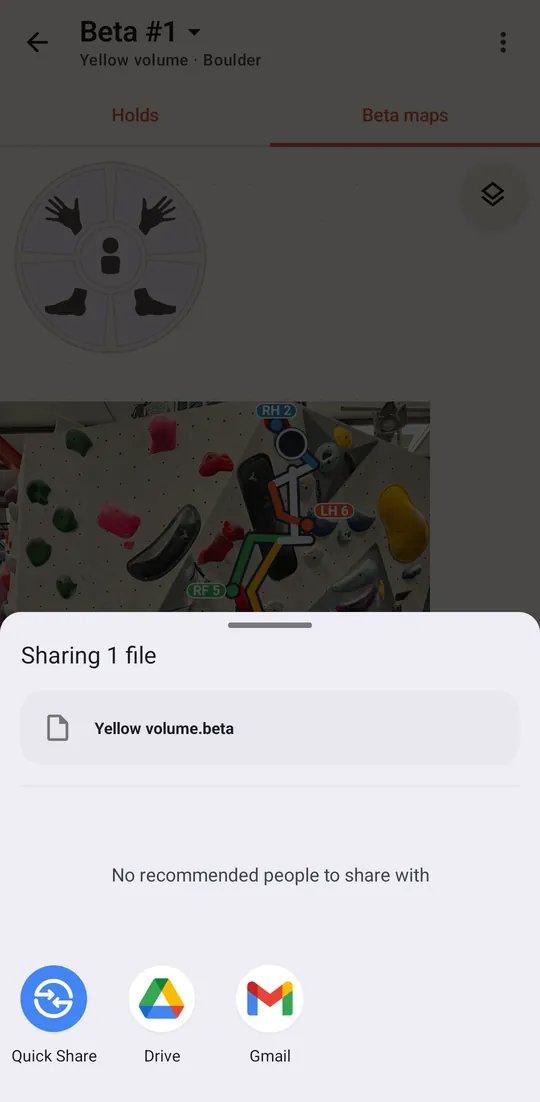 Beta #1
Yellow volume · Boulder
Holds
Beta maps
RH 2
LH 6
RF 5
Sharing 1 file
Yellow volume.beta
No recommended people to share with
Quick Share
Drive
Gmail